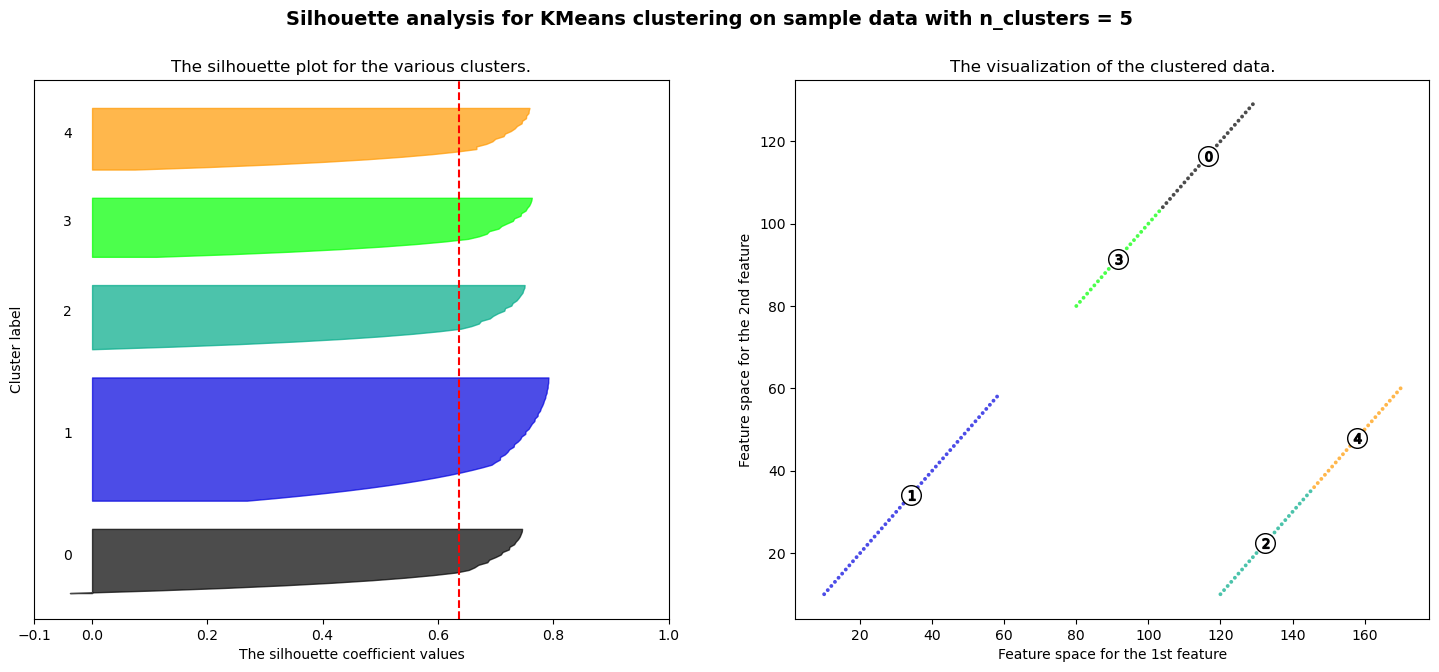 Silhouette analysis for KMeans clustering on sample data with n_clusters = 5
The silhouette plot for the various clusters.
Cluster label
4
3
2
1
0
−0.1 0.0 0.2 0.4 0.6 0.8 1.0
The silhouette coefficient values
The visualization of the clustered data.
Feature space for the 2nd feature
120
100
80
60
40
20
0
3
4
1
2
20 40 60 80 100 120 140 160
Feature space for the 1st feature